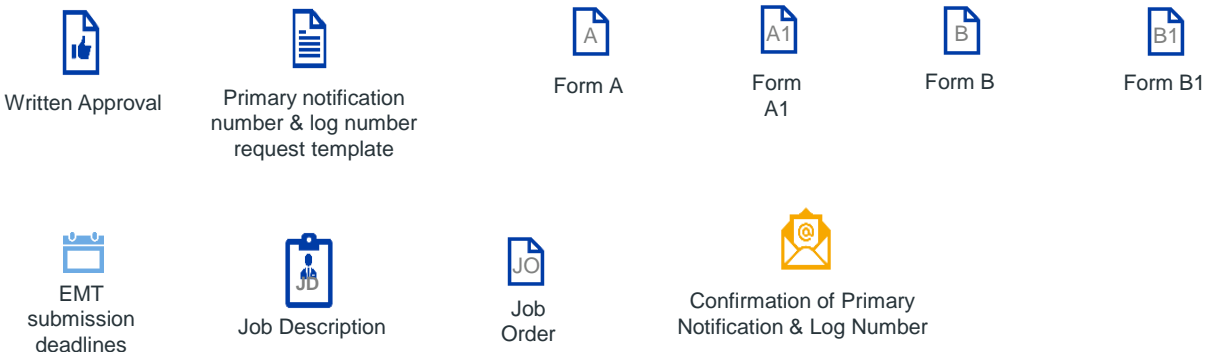 A
A1
B
B1
Written Approval
Primary notification
number & log number
request template
Form A
Form
A1
Form B
Form B1
@
JD
JO
EMT
submission
deadlines
Job Description
Job
Order
Confirmation of Primary
Notification & Log Number